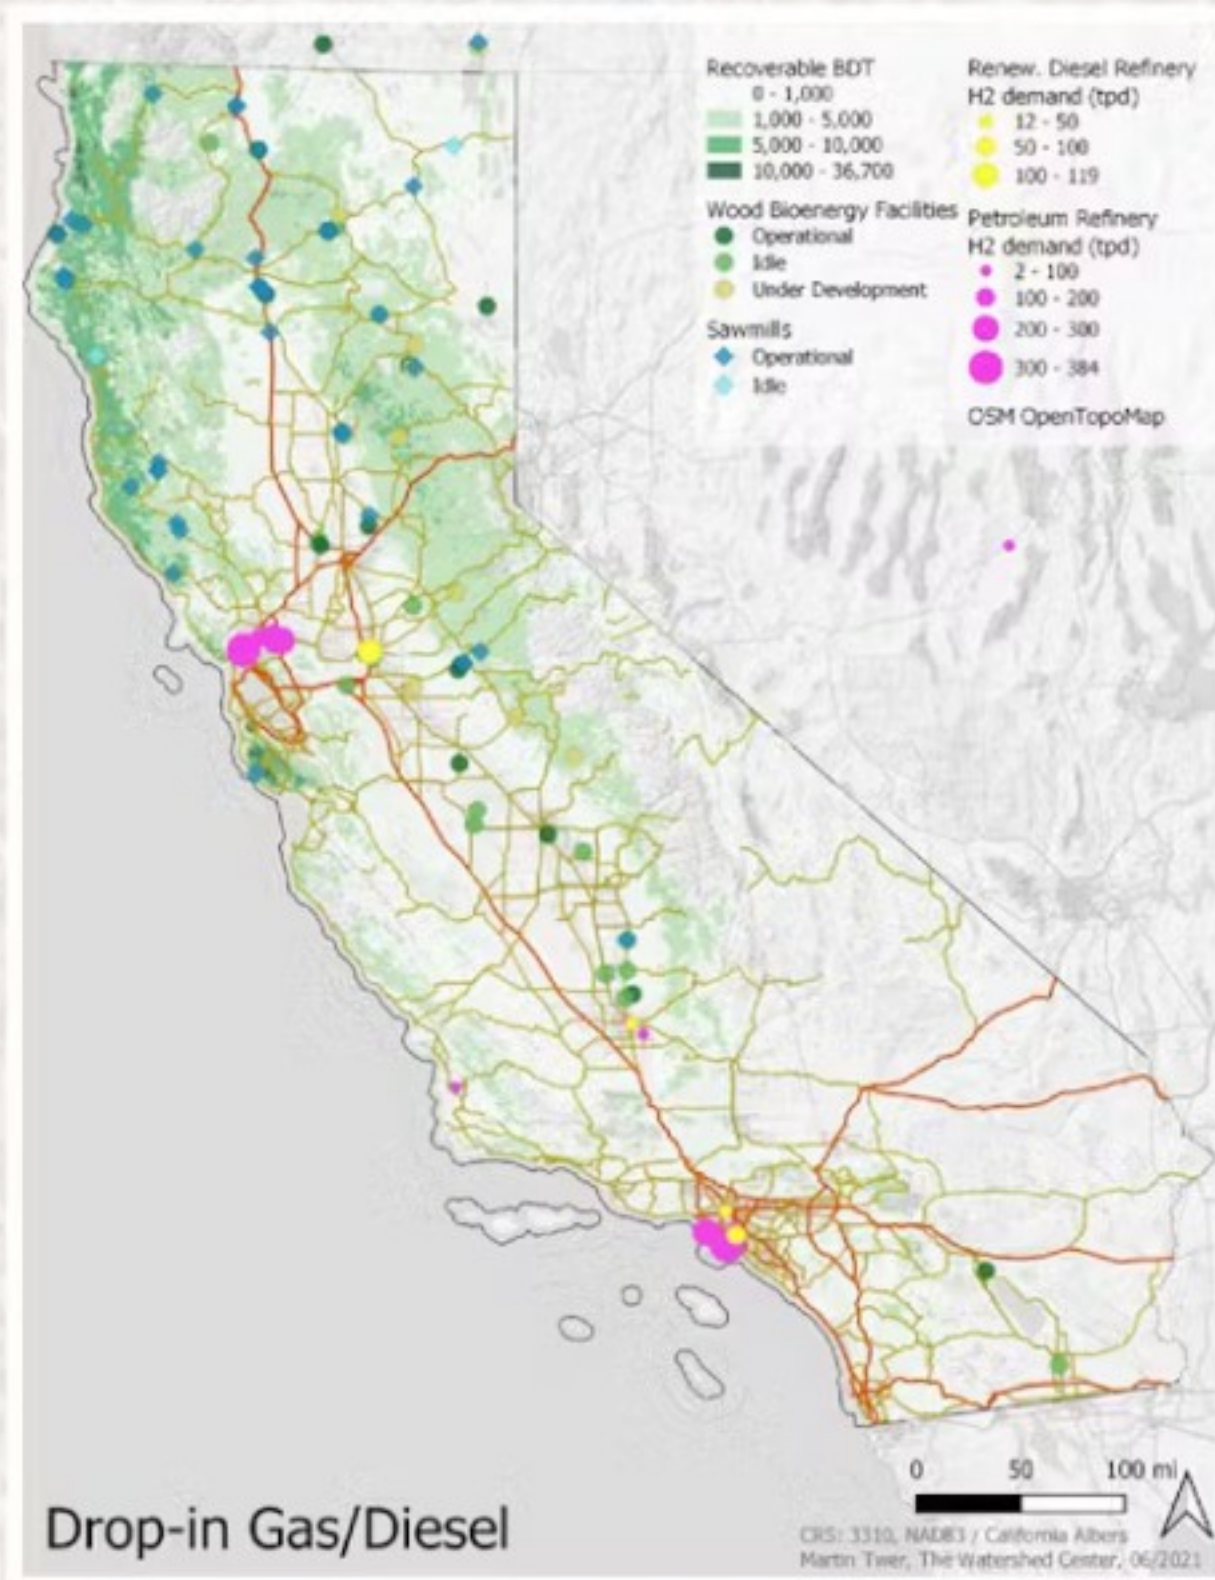 Recoverable BDT
0 - 1,000
1,000 - 5,000
5,000 - 10,000
10,000 - 36,700
Wood Bioenergy Facilities
Operational
Idle
Under Development
Sawmills
Operational
Idle
Renew. Diesel Refinery
H2 demand (tpd)
12 - 50
50 - 100
100 - 119
Petroleum Refinery
H2 demand (tpd)
2 - 100
100 - 200
200 - 300
300 - 384
OSM OpenTopoMap
0 50 100 mi
Drop-in Gas/Diesel
CRS: 3310, NAD83 / California Albers
Martin Twer, The Watershed Center, 06/2021